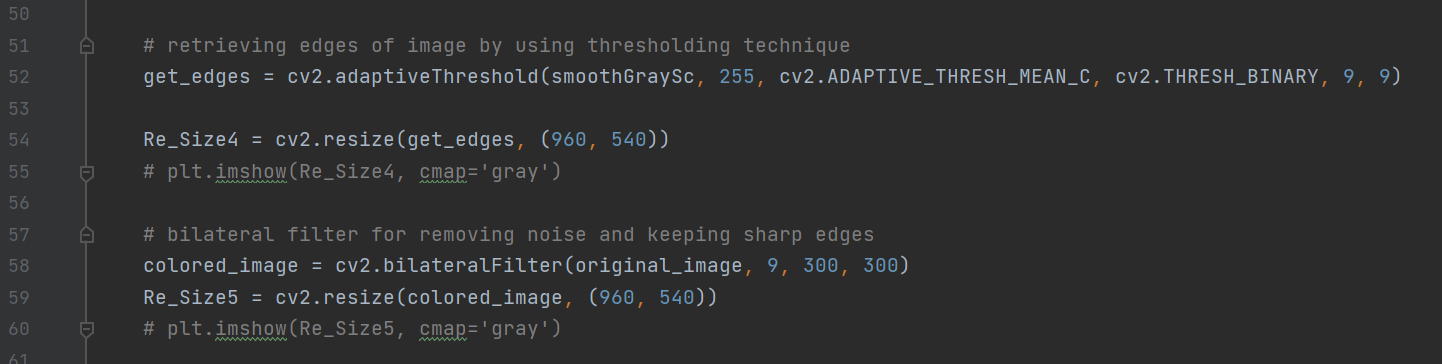 50
51 # retrieving edges of image by using thresholding technique
52 get_edges = cv2.adaptiveThreshold(smoothGraySc, 255, cv2.ADAPTIVE_THRESH_MEAN_C, cv2.THRESH_BINARY, 9, 9)
53
54 Re_Size4 = cv2.resize(get_edges, (960, 540))
55 # plt.imshow(Re_Size4, cmap='gray')
56
57 # bilateral filter for removing noise and keeping sharp edges
58 colored_image = cv2.bilateralFilter(original_image, 9, 300, 300)
59 Re_Size5 = cv2.resize(colored_image, (960, 540))
60 # plt.imshow(Re_Size5, cmap='gray')
61